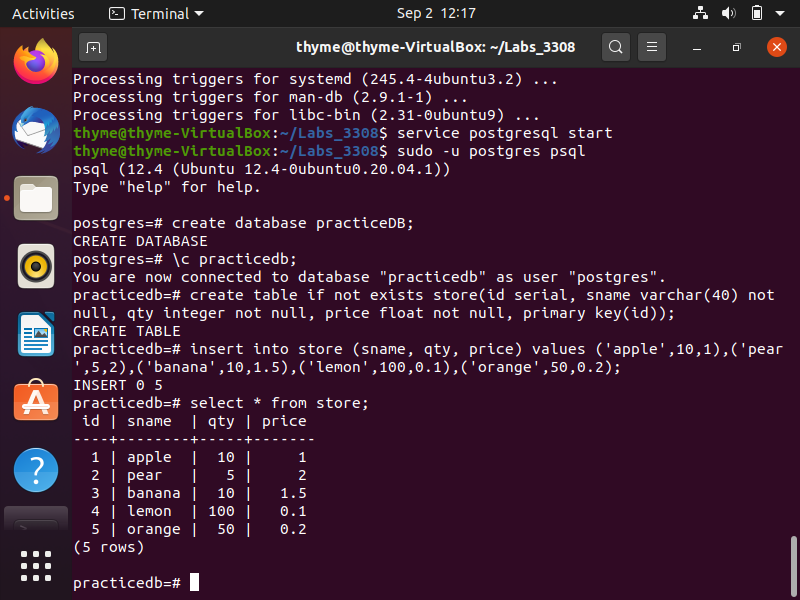 Activities Terminal Sep 2 12:17
thyme@thyme-VirtualBox: ~/Labs_3308
Processing triggers for systemd (245.4-4ubuntu3.2) ...
Processing triggers for man-db (2.9.1-1) ...
Processing triggers for libc-bin (2.31-0ubuntu9) ...
thyme@thyme-VirtualBox:~/Labs_3308$ service postgresql start
thyme@thyme-VirtualBox:~/Labs_3308$ sudo -u postgres psql
psql (12.4 (Ubuntu 12.4-0ubuntu0.20.04.1))
Type "help" for help.

postgres=# create database practiceDB;
CREATE DATABASE
postgres=# \c practicedb;
You are now connected to database "practicedb" as user "postgres".
practicedb=# create table if not exists store(id serial, sname varchar(40) not
null, qty integer not null, price float not null, primary key(id));
CREATE TABLE
practicedb=# insert into store (sname, qty, price) values ('apple',10,1),('pear
',5,2),('banana',10,1.5),('lemon',100,0.1),('orange',50,0.2);
INSERT 0 5
practicedb=# select * from store;
 id | sname  | qty | price
----+--------+-----+-------
  1 | apple  |  10 |     1
  2 | pear   |   5 |     2
  3 | banana |  10 |   1.5
  4 | lemon  | 100 |   0.1
  5 | orange |  50 |   0.2
(5 rows)

practicedb=#